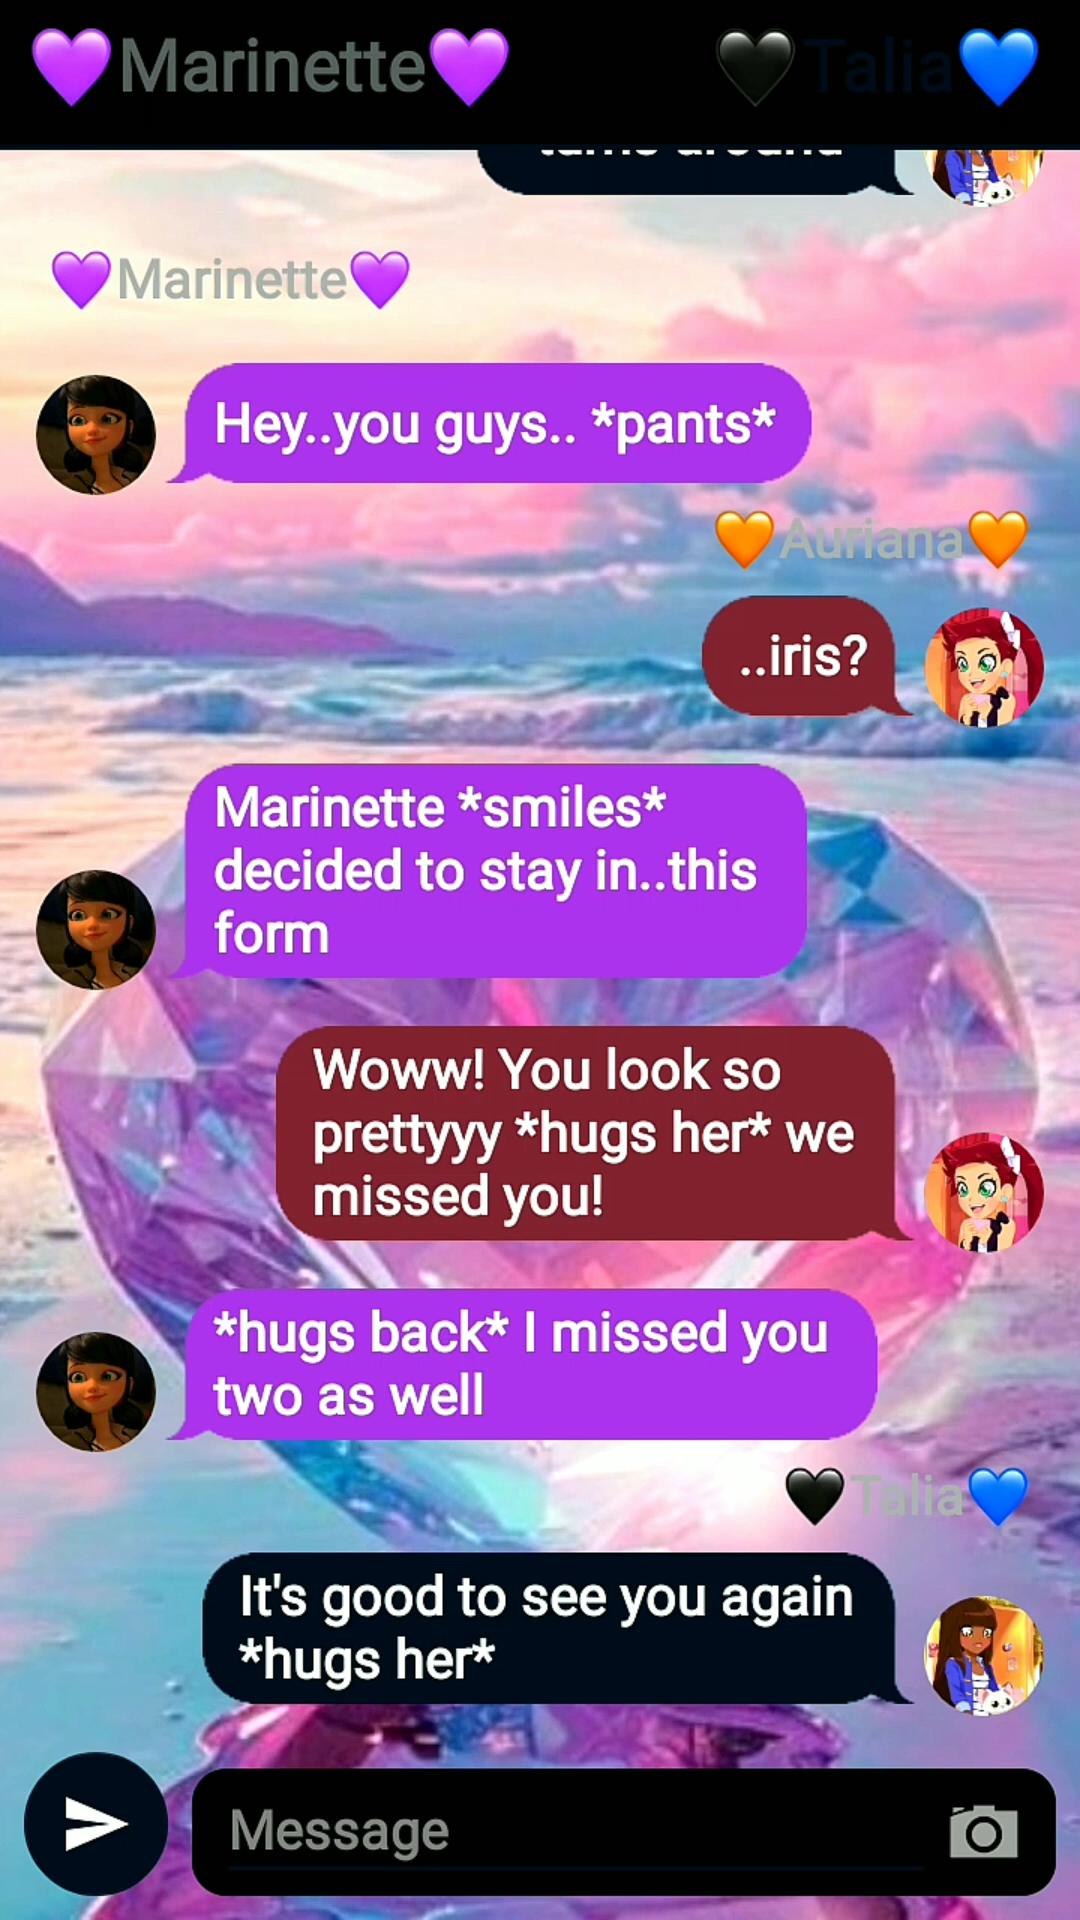 💜Marinette💜
🖤Talia💙
turns around
💜Marinette💜
Hey..you guys.. *pants*
🧡Auriana🧡
..iris?
Marinette *smiles*
decided to stay in..this
form
Woww! You look so
prettyyy *hugs her* we
missed you!
*hugs back* I missed you
two as well
🖤Talia💙
It's good to see you again
*hugs her*
Message